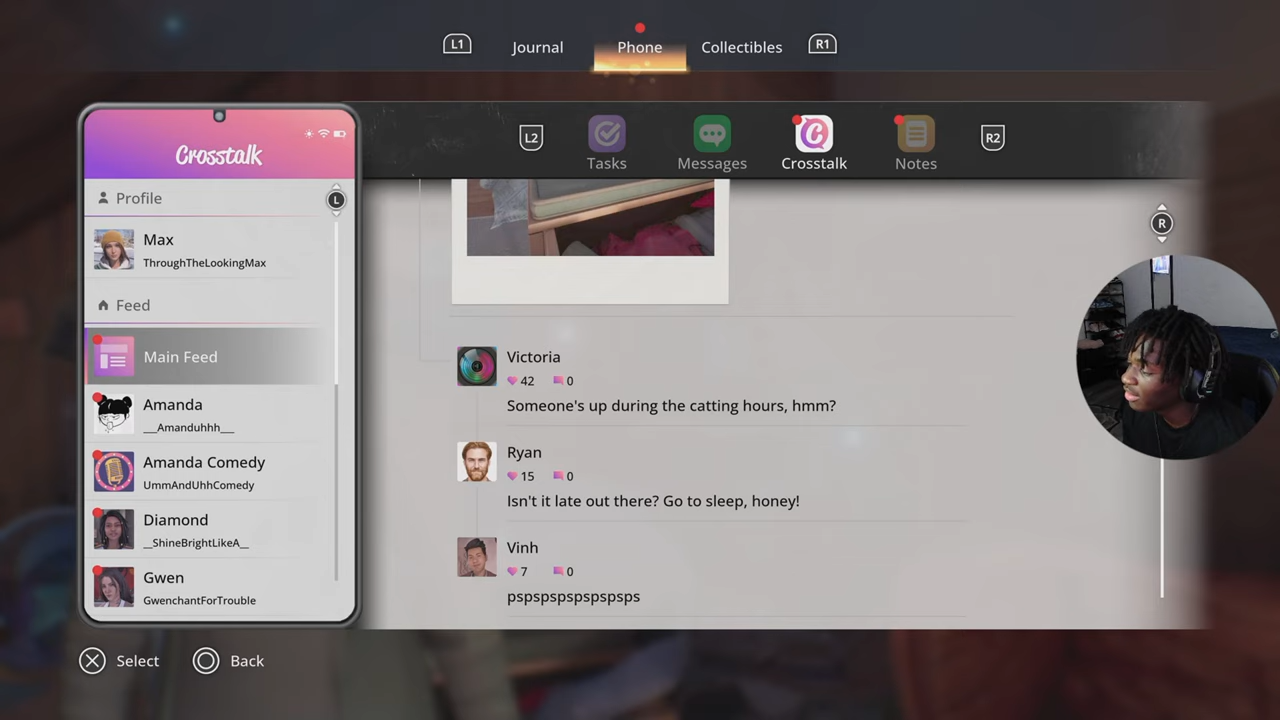 L1
Journal
Phone
Collectibles
R1
Crosstalk
L2
Tasks
Messages
Crosstalk
Notes
R2
Profile
L
Max
ThroughTheLookingMax
Feed
Main Feed
Amanda
___Amanduhhh___
Amanda Comedy
UmmAndUhhComedy
Diamond
__ShineBrightLikeA__
Gwen
GwenchantForTrouble
R
Victoria
42 0
Someone's up during the catting hours, hmm?
Ryan
15 0
Isn't it late out there? Go to sleep, honey!
Vinh
7 0
pspspspspspspsps
Select
Back